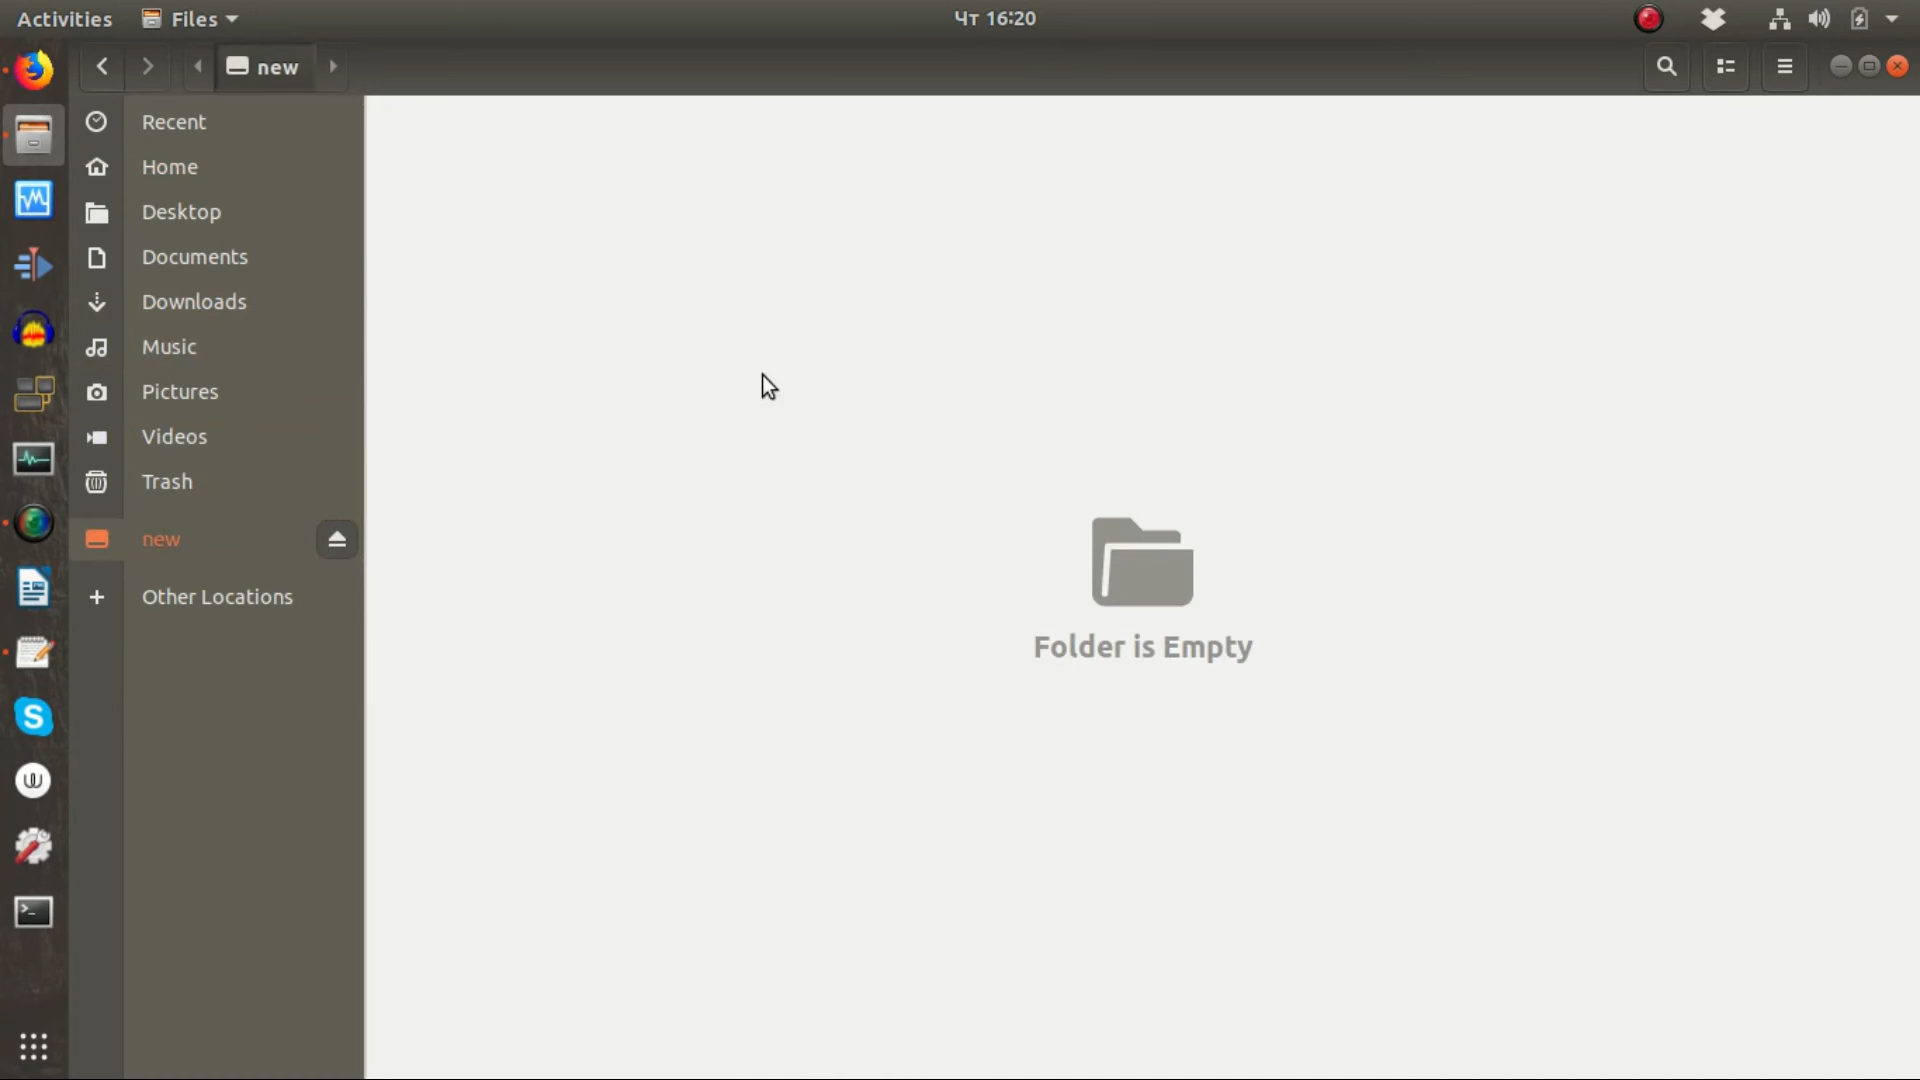 Activities
Files
Чт 16:20
new
Recent
Home
Desktop
Documents
Downloads
Music
Pictures
Videos
Trash
new
Other Locations
Folder is Empty